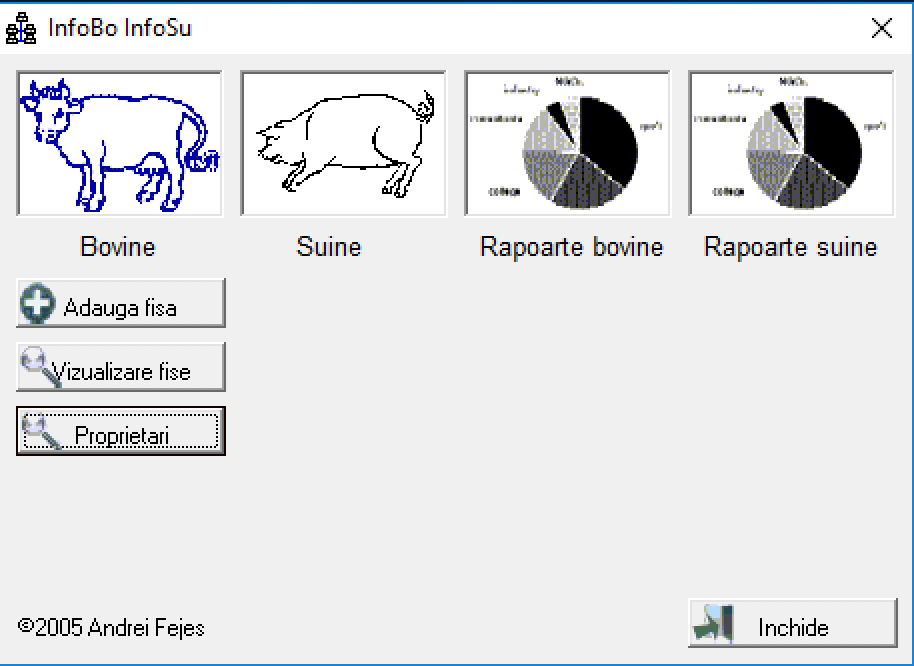 InfoBo InfoSu
Bovine
Suine
Rapoarte bovine
Rapoarte suine
Adauga fisa
Vizualizare fise
Proprietari
©2005 Andrei Fejes
Inchide